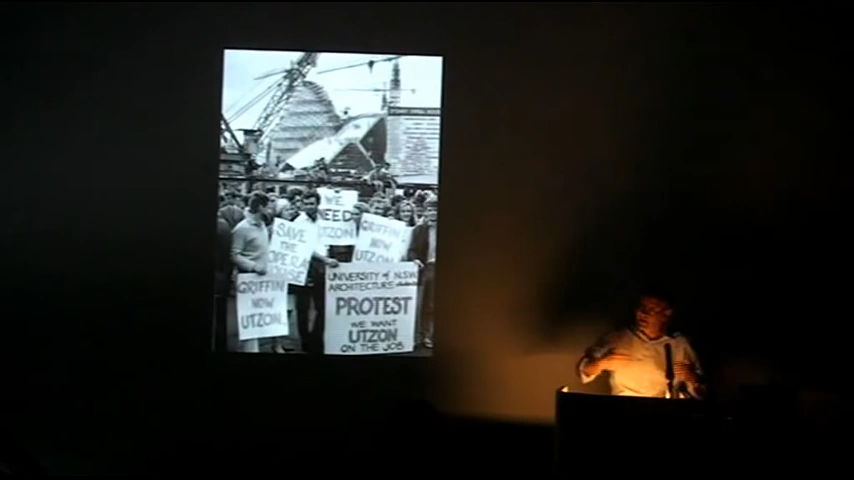 WE
NEED
UTZON
SAVE
THE
OPERA
HOUSE
GRIFFIN
NOW
UTZON
GRIFFIN
NOW
UTZON
UNIVERSITY of N.S.W
ARCHITECTURE
PROTEST
WE WANT
UTZON
ON THE JOB